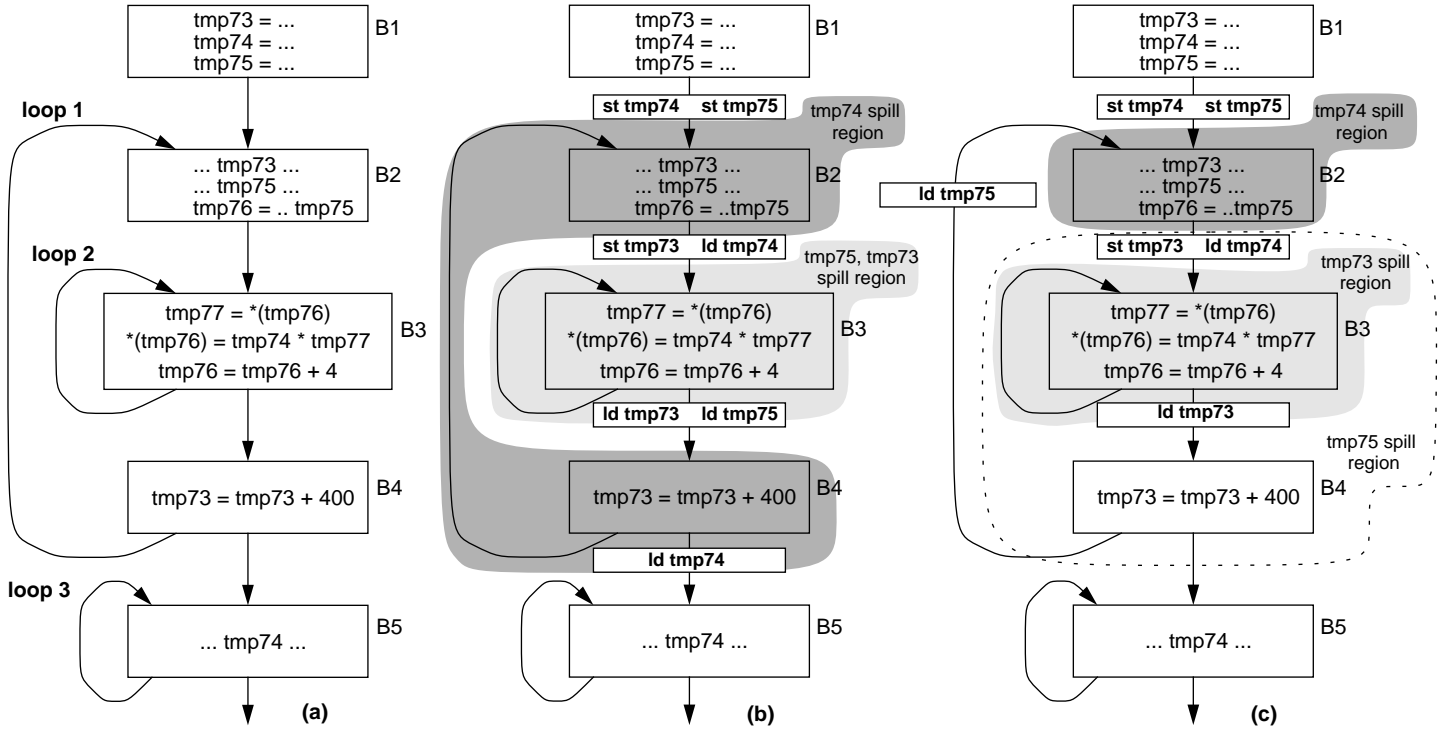 tmp73 = ...
tmp74 = ...
tmp75 = ...
B1
loop 1
... tmp73 ...
... tmp75 ...
tmp76 = .. tmp75
B2
loop 2
tmp77 = *(tmp76)
*(tmp76) = tmp74 * tmp77
tmp76 = tmp76 + 4
B3
tmp73 = tmp73 + 400
B4
loop 3
... tmp74 ...
B5
(a)
tmp73 = ...
tmp74 = ...
tmp75 = ...
B1
st tmp74 st tmp75
tmp74 spill
region
... tmp73 ...
... tmp75 ...
tmp76 = ..tmp75
B2
st tmp73 ld tmp74
tmp75, tmp73
spill region
tmp77 = *(tmp76)
*(tmp76) = tmp74 * tmp77
tmp76 = tmp76 + 4
B3
ld tmp73 ld tmp75
tmp73 = tmp73 + 400
B4
ld tmp74
... tmp74 ...
B5
(b)
tmp73 = ...
tmp74 = ...
tmp75 = ...
B1
st tmp74 st tmp75
tmp74 spill
region
... tmp73 ...
... tmp75 ...
tmp76 = ..tmp75
B2
ld tmp75
st tmp73 ld tmp74
tmp73 spill
region
tmp77 = *(tmp76)
*(tmp76) = tmp74 * tmp77
tmp76 = tmp76 + 4
B3
ld tmp73
tmp75 spill
region
tmp73 = tmp73 + 400
B4
... tmp74 ...
B5
(c)